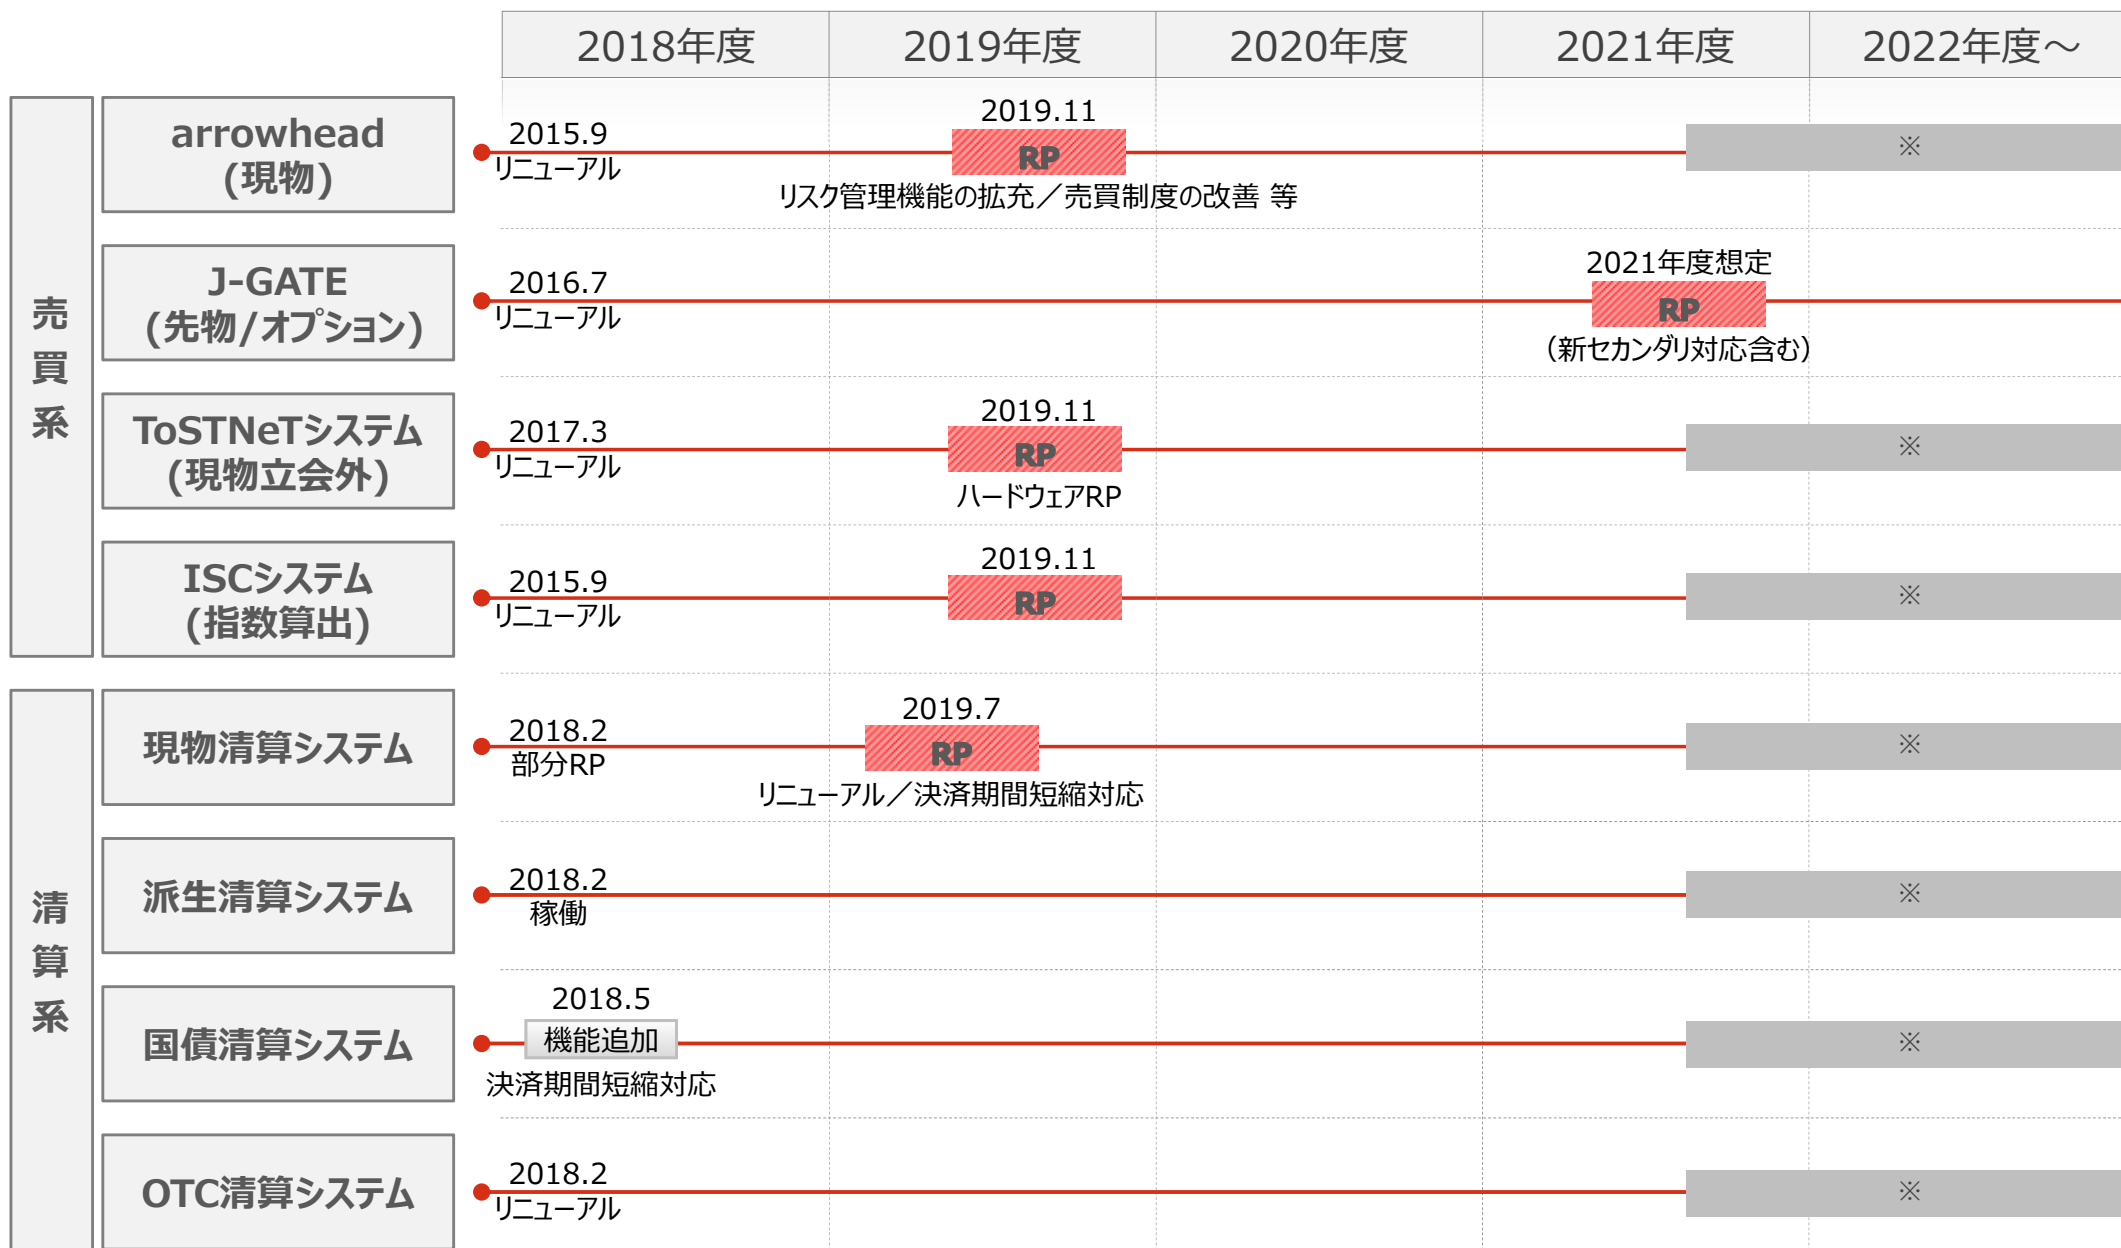 2018年度
2019年度
2020年度
2021年度
2022年度～
売買系
arrowhead
(現物)
2015.9
リニューアル
2019.11
RP
リスク管理機能の拡充／売買制度の改善 等
※
J-GATE
(先物/オプション)
2016.7
リニューアル
2021年度想定
RP
（新セカンダリ対応含む）
ToSTNeTシステム
(現物立会外)
2017.3
リニューアル
2019.11
RP
ハードウェアRP
※
ISCシステム
(指数算出)
2015.9
リニューアル
2019.11
RP
※
清算系
現物清算システム
2018.2
部分RP
2019.7
RP
リニューアル／決済期間短縮対応
※
派生清算システム
2018.2
稼働
※
国債清算システム
2018.5
機能追加
決済期間短縮対応
※
OTC清算システム
2018.2
リニューアル
※